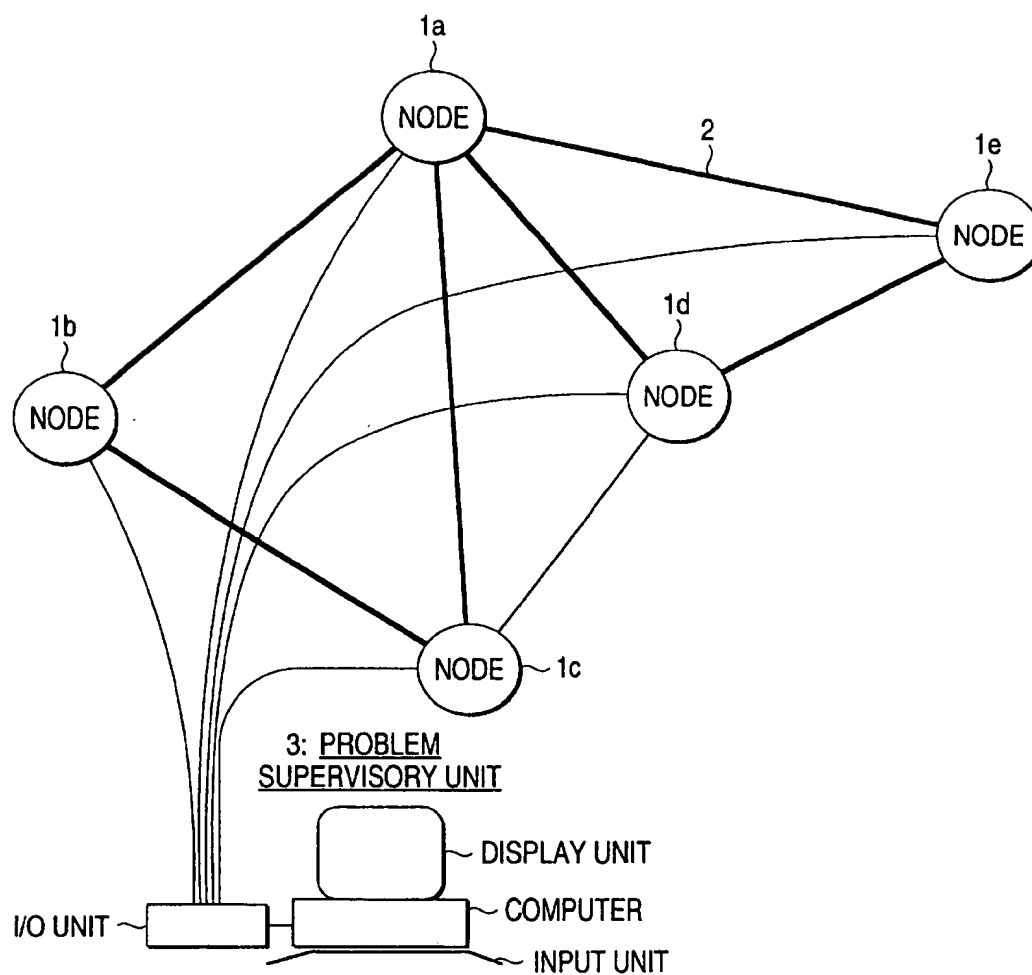 1a
NODE
2
1e
NODE
1b
NODE
1d
NODE
NODE
1c
3: PROBLEM
SUPERVISORY UNIT
DISPLAY UNIT
I/O UNIT
COMPUTER
INPUT UNIT